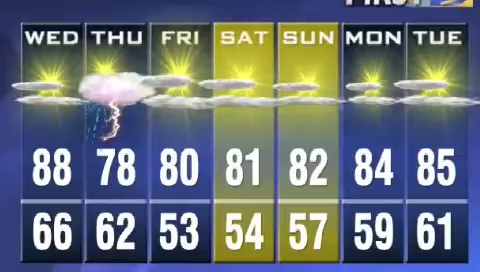 FIRST
WED THU FRI SAT SUN MON TUE
88 78 80 81 82 84 85
66 62 53 54 57 59 61